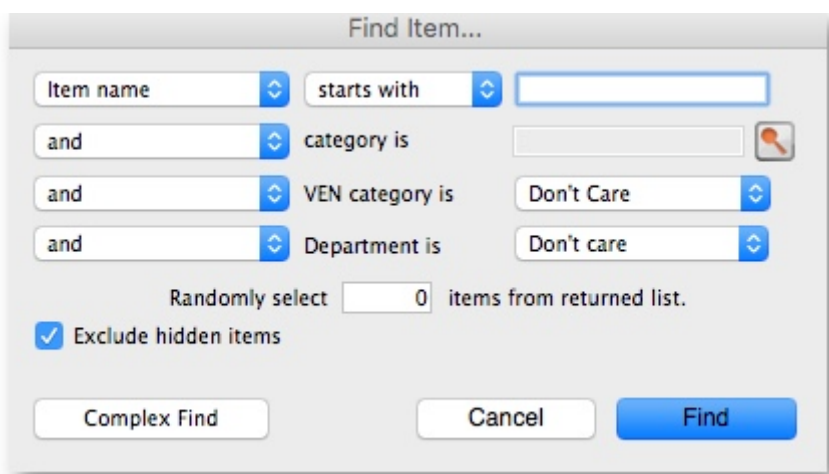 Find Item...
Item name starts with
and category is
and VEN category is Don't Care
and Department is Don't care
Randomly select 0 items from returned list.
Exclude hidden items
Complex Find Cancel Find